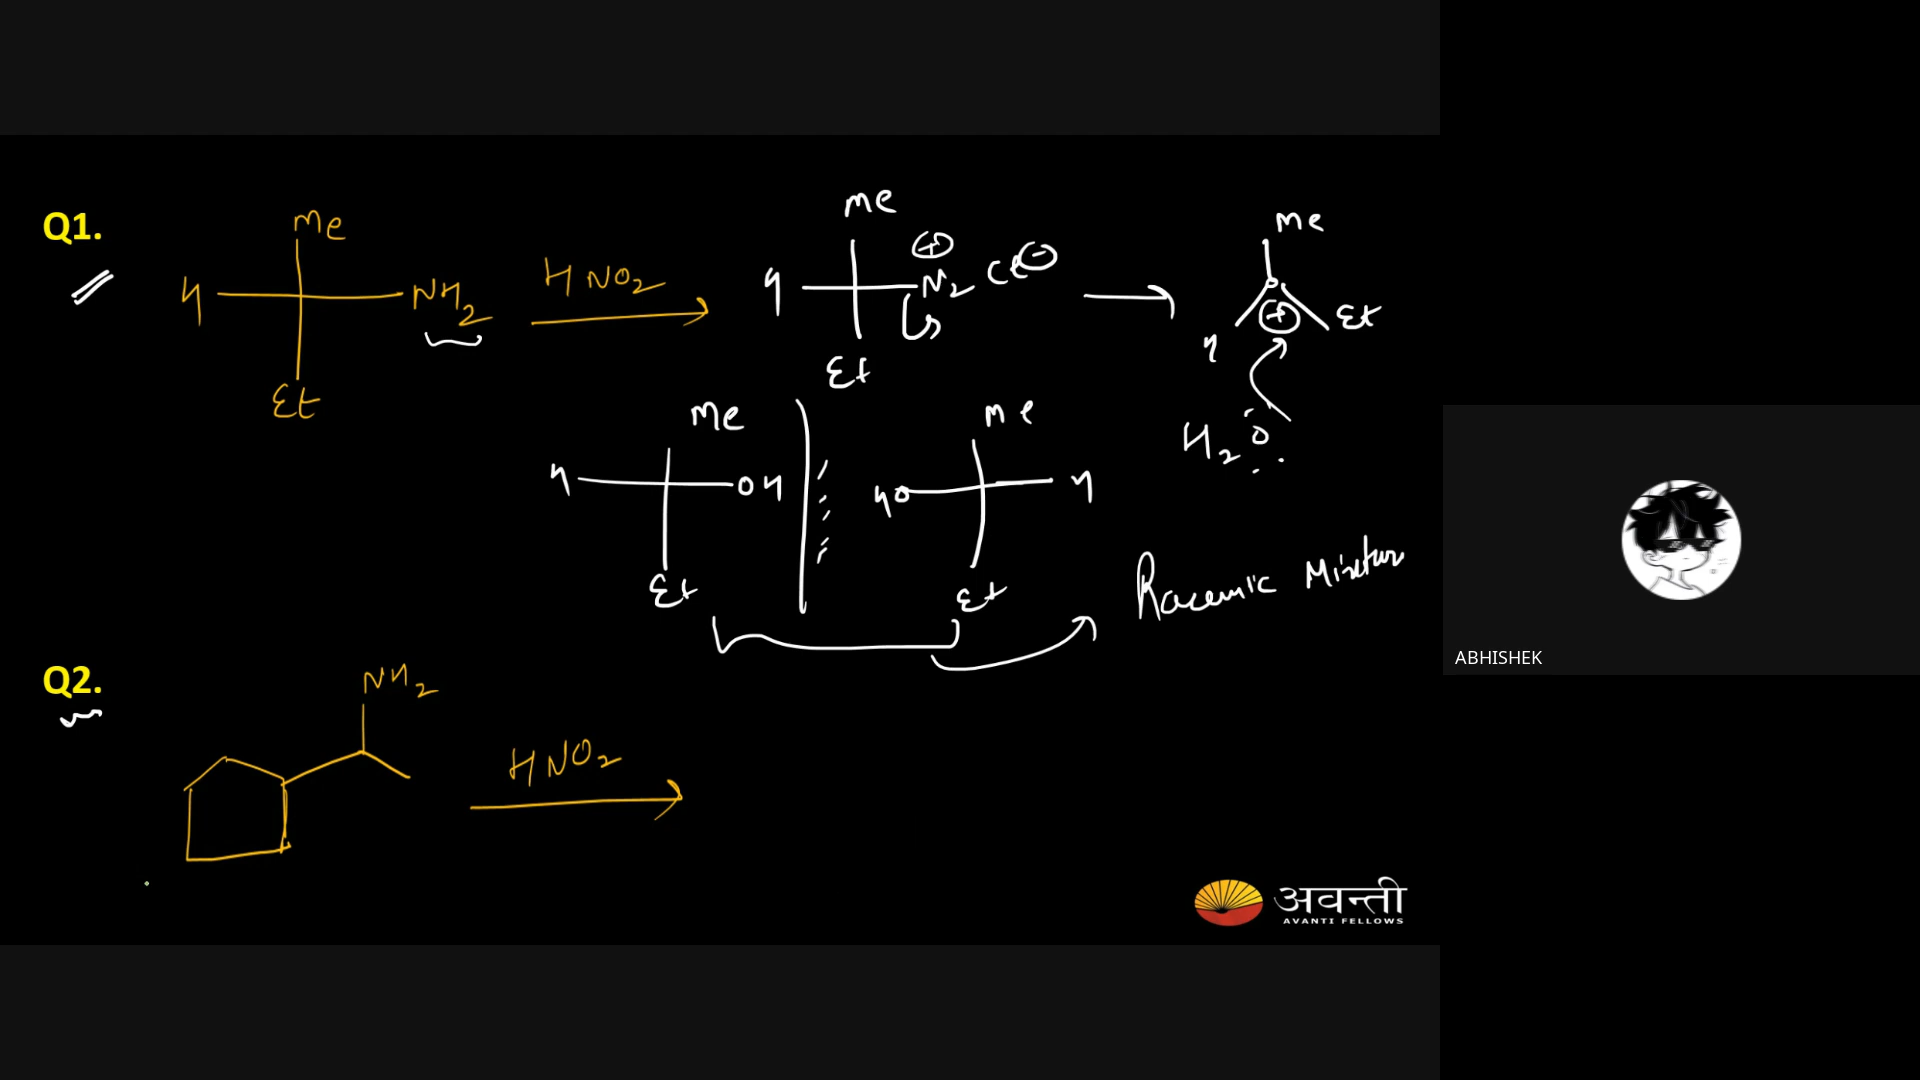 Q1.
Me
H NH2
Et
HNO2
Me
H N2 ⊕ Cl ⊖
Et
Me
H ⊕ Et
H2O
Me
H OH
Et
Me
HO H
Et
Racemic Mixture
Q2.
NH2
HNO2
अवन्ती
AVANTI FELLOWS
ABHISHEK